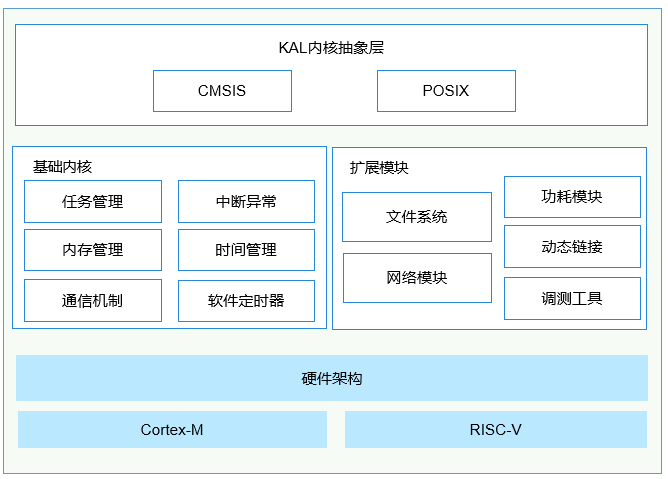 KAL内核抽象层
CMSIS
POSIX
基础内核
任务管理
中断异常
内存管理
时间管理
通信机制
软件定时器
扩展模块
文件系统
网络模块
功耗模块
动态链接
调测工具
硬件架构
Cortex-M
RISC-V